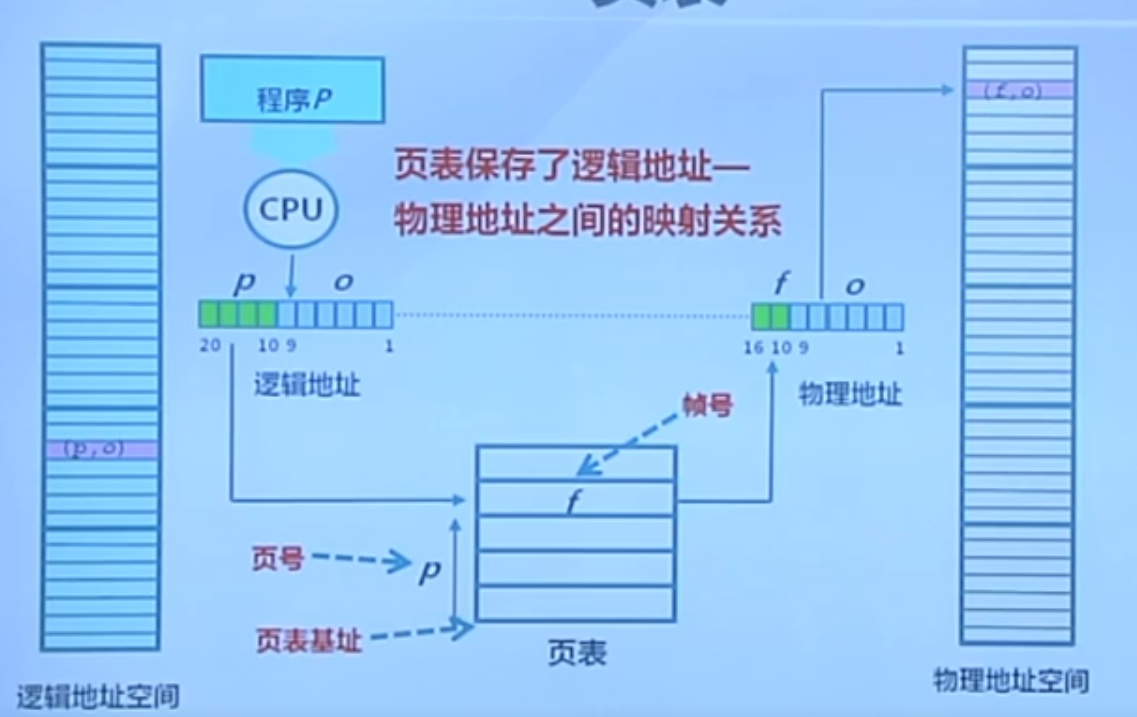 程序P
CPU
页表保存了逻辑地址—
物理地址之间的映射关系
p o
20 10 9 1
逻辑地址
f o
16 10 9 1
物理地址
(f,o)
(p,o)
帧号
f
页号
p
页表基址
页表
逻辑地址空间
物理地址空间